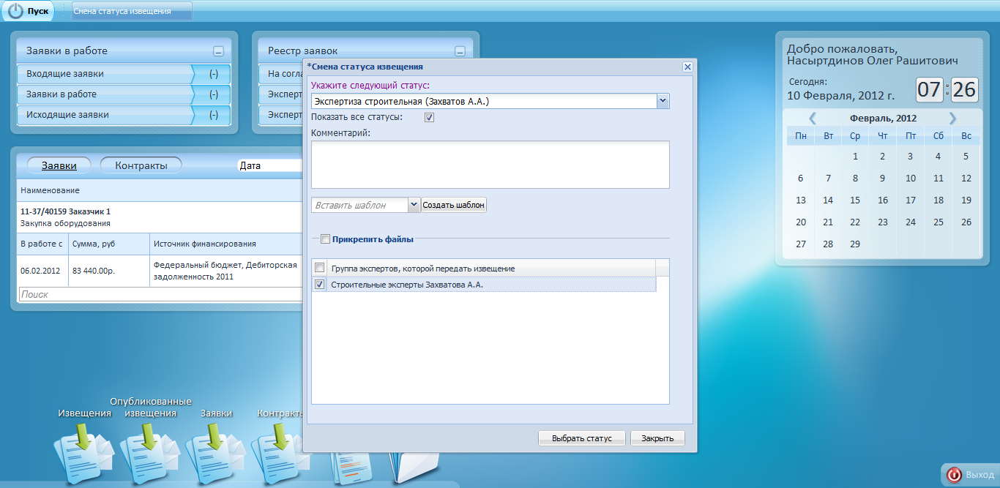 Пуск
Смена статуса извещения
Заявки в работе
Входящие заявки (-)
Заявки в работе (-)
Исходящие заявки (-)
Реестр заявок
На согла
Эксперт
Эксперт
Заявки
Контракты
Дата
Наименование
11-37/40159 Заказчик 1
Закупка оборудования
В работе с Сумма, руб Источник финансирования
06.02.2012 83 440.00р. Федеральный бюджет, Дебиторская
задолженность 2011
Поиск
*Смена статуса извещения
Укажите следующий статус:
Экспертиза строительная (Захватов А.А.)
Показать все статусы:
Комментарий:
Вставить шаблон
Создать шаблон
Прикрепить файлы
Группа экспертов, которой передать извещение
Строительные эксперты Захватова А.А.
Выбрать статус
Закрыть
Добро пожаловать,
Насыртдинов Олег Рашитович
Сегодня:
10 Февраля, 2012 г.
07:26
Февраль, 2012
Пн Вт Ср Чт Пт Сб Вс
1 2 3 4 5
6 7 8 9 10 11 12
13 14 15 16 17 18 19
20 21 22 23 24 25 26
27 28 29
Извещения
Опубликованные
извещения
Заявки
Контракты
Выход